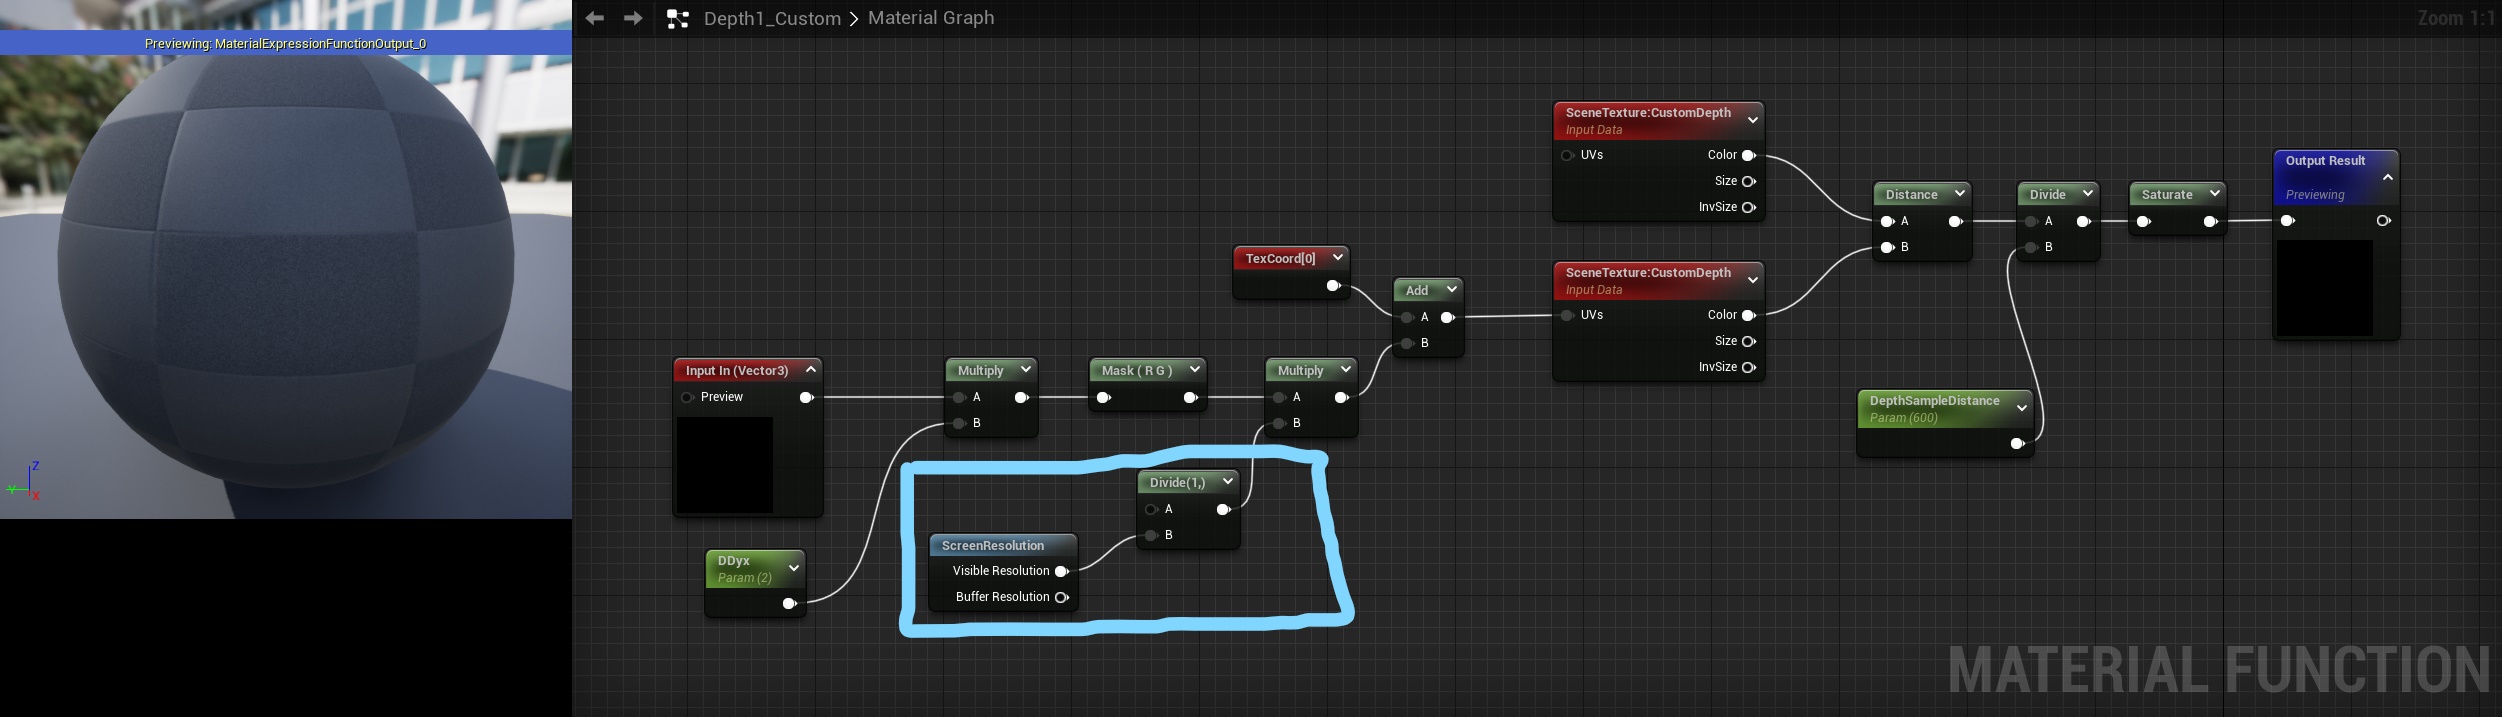 Depth1_Custom > Material Graph
Zoom 1:1
Previewing: MaterialExpressionFunctionOutput_0
SceneTexture:CustomDepth
Input Data
UVs
Color
Size
InvSize
Output Result
Previewing
Distance
A
B
Divide
A
B
Saturate
TexCoord[0]
Add
A
B
SceneTexture:CustomDepth
Input Data
UVs
Color
Size
InvSize
Input In (Vector3)
Preview
Multiply
A
B
Mask ( R G )
Multiply
A
B
DepthSampleDistance
Param (600)
Divide(1,)
A
B
ScreenResolution
Visible Resolution
Buffer Resolution
DDyx
Param (2)
Z
Y
X
MATERIAL FUNCTION